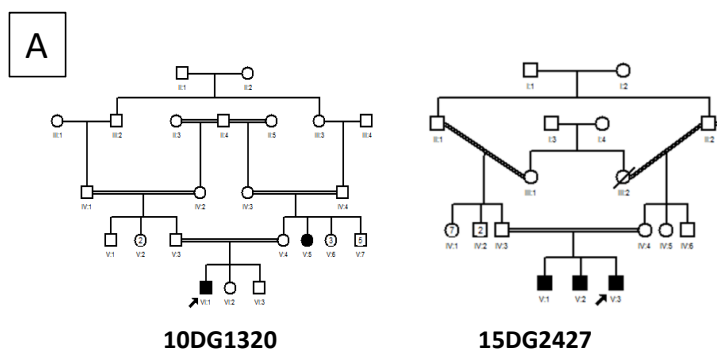 A
II:1 II:2
III:1 III:2 II:3 II:4 II:5 III:3 III:4
IV:1 IV:2 IV:3 IV:4
2 3 5
V:1 V:2 V:3 V:4 V:5 V:6 V:7
VI:1 VI:2 VI:3
10DG1320
I:1 I:2
II:1 I:3 I:4 II:2
III:1 III:2
7 2
IV:1 IV:2 IV:3 IV:4 IV:5 IV:6
V:1 V:2 V:3
15DG2427